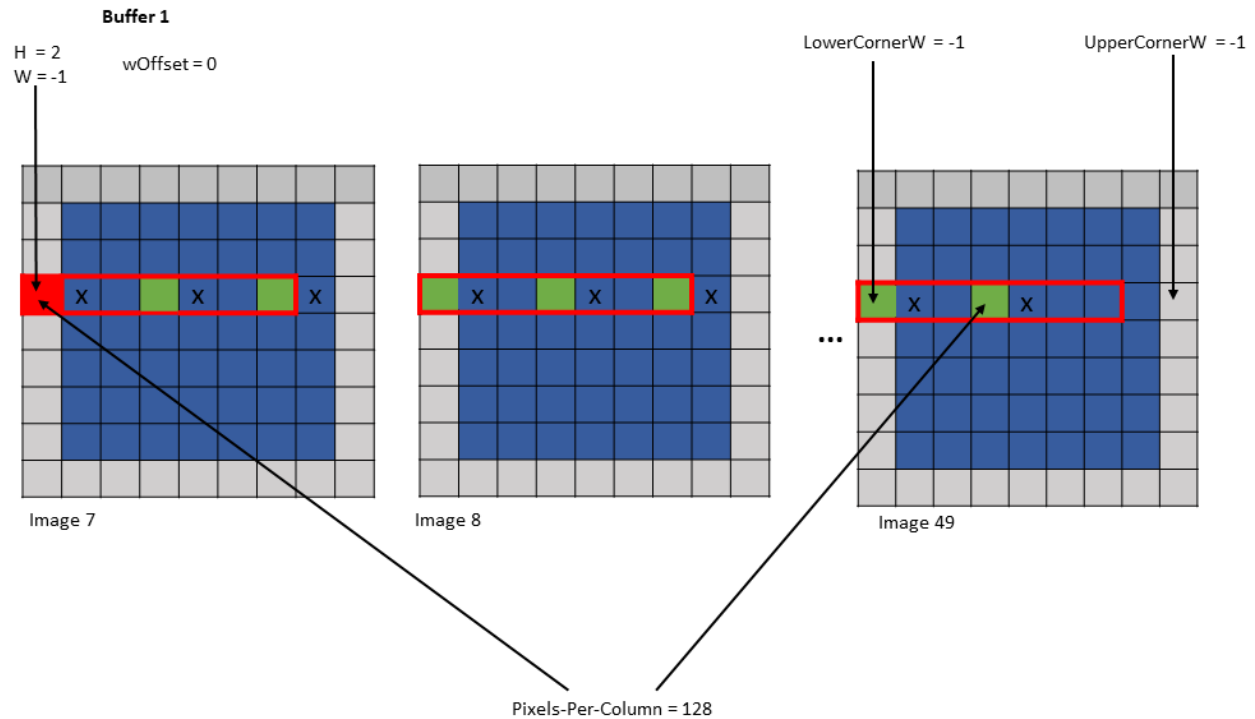 Buffer 1
H = 2
W = -1
wOffset = 0
LowerCornerW = -1
UpperCornerW = -1
X X X
X X X
X X
...
Image 7
Image 8
Image 49
Pixels-Per-Column = 128